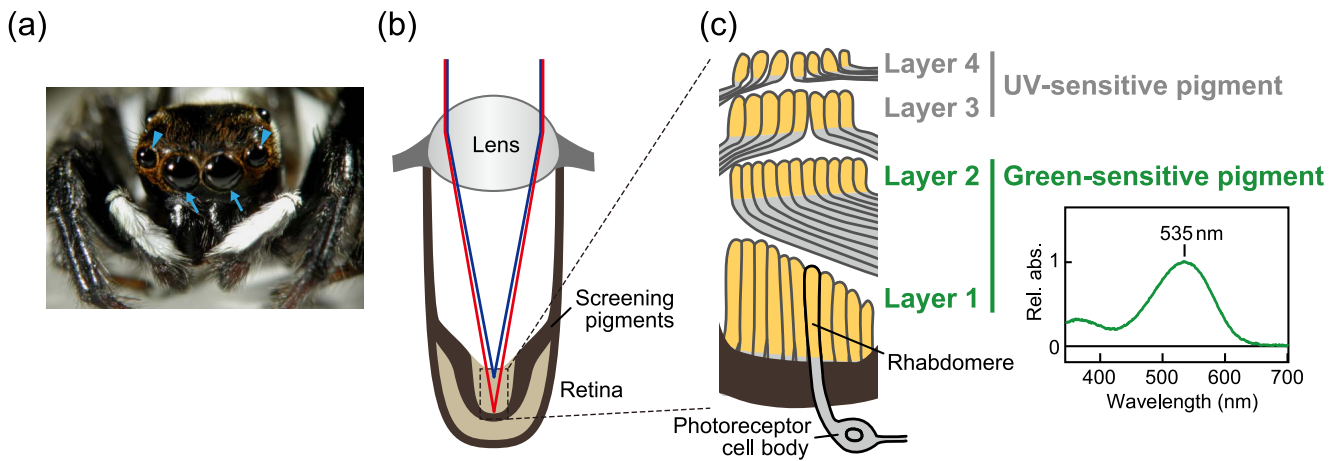 (a)
(b)
Lens
Screening
pigments
Retina
(c)
Layer 4
Layer 3
UV-sensitive pigment
Layer 2
Layer 1
Green-sensitive pigment
Rhabdomere
Photoreceptor
cell body
535 nm
Rel. abs.
1
0
400 500 600 700
Wavelength (nm)